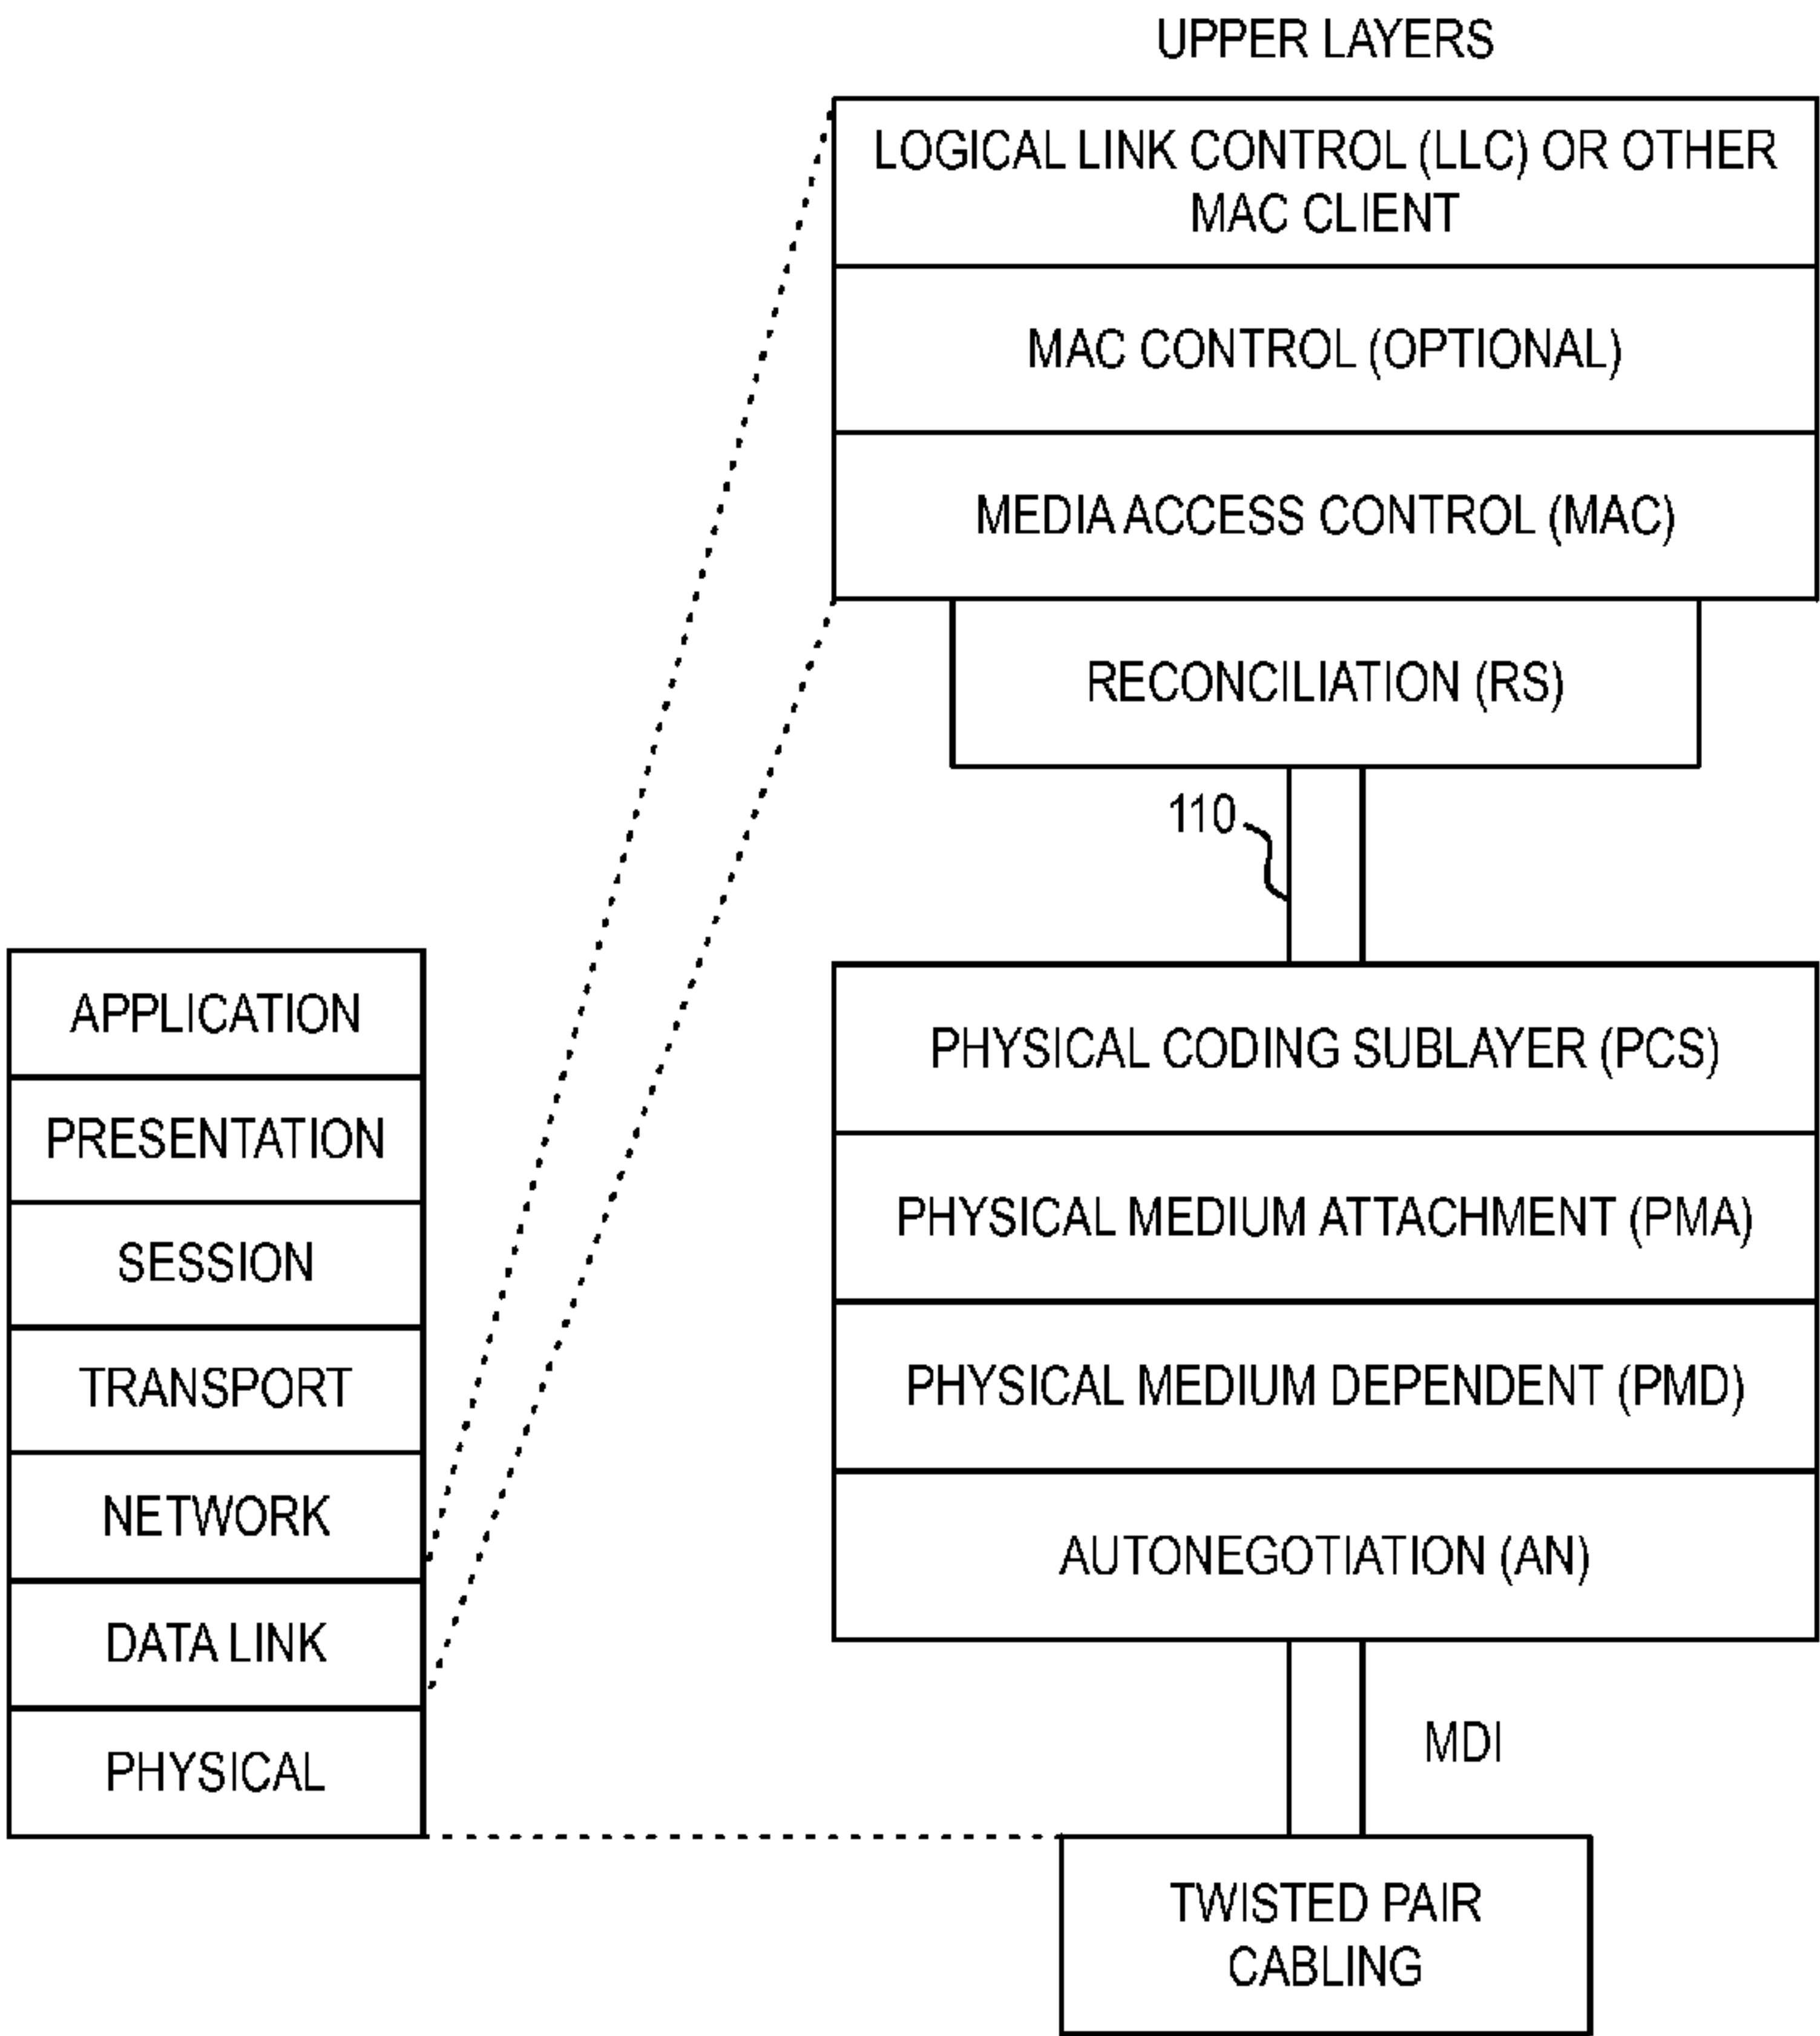 UPPER LAYERS
LOGICAL LINK CONTROL (LLC) OR OTHER
MAC CLIENT
MAC CONTROL (OPTIONAL)
MEDIA ACCESS CONTROL (MAC)
RECONCILIATION (RS)
110
PHYSICAL CODING SUBLAYER (PCS)
PHYSICAL MEDIUM ATTACHMENT (PMA)
PHYSICAL MEDIUM DEPENDENT (PMD)
AUTONEGOTIATION (AN)
MDI
TWISTED PAIR
CABLING
APPLICATION
PRESENTATION
SESSION
TRANSPORT
NETWORK
DATA LINK
PHYSICAL